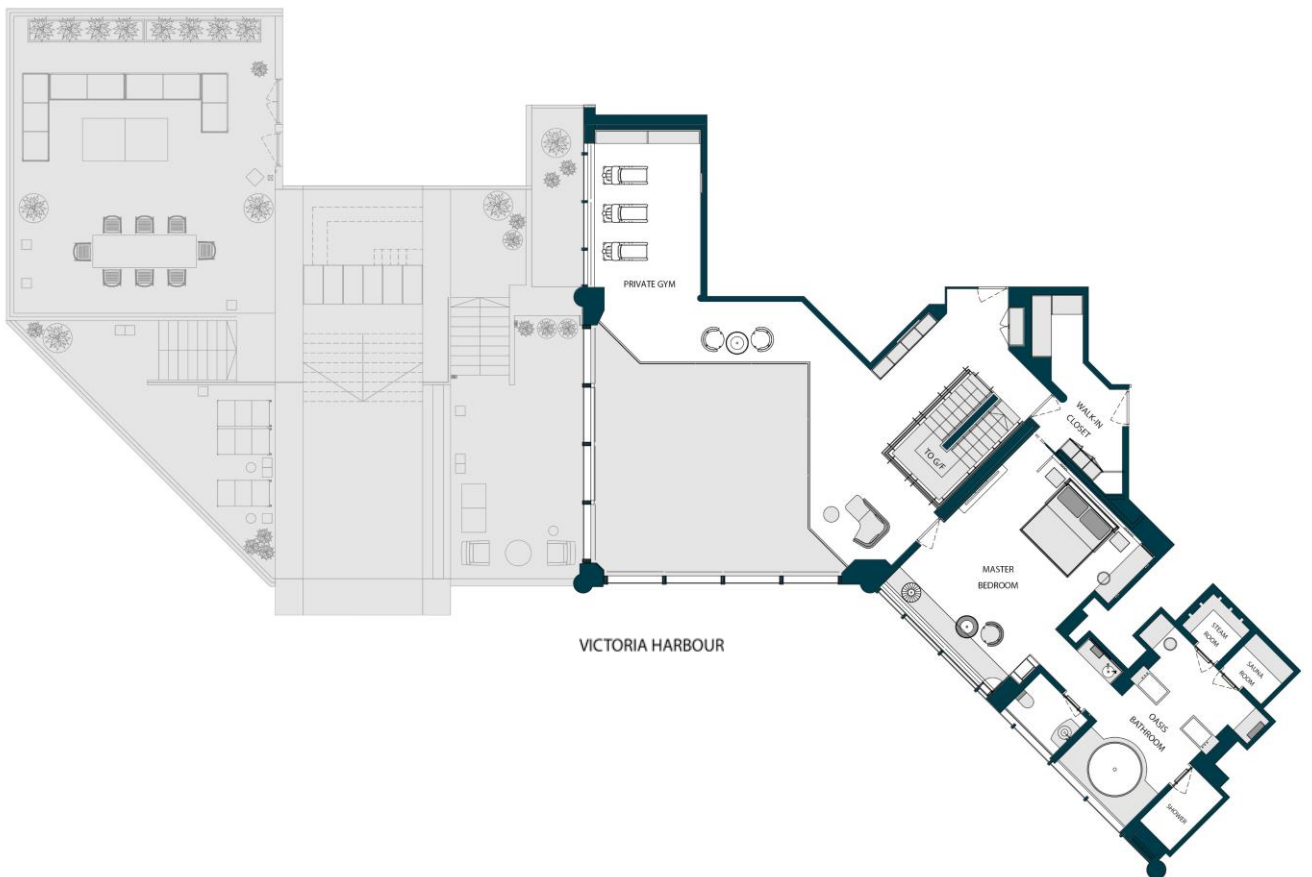 PRIVATE GYM
WALK-IN
CLOSET
TO G/F
MASTER
BEDROOM
STEAM
ROOM
SAUNA
ROOM
VICTORIA HARBOUR
OASIS
BATHROOM
SHOWER